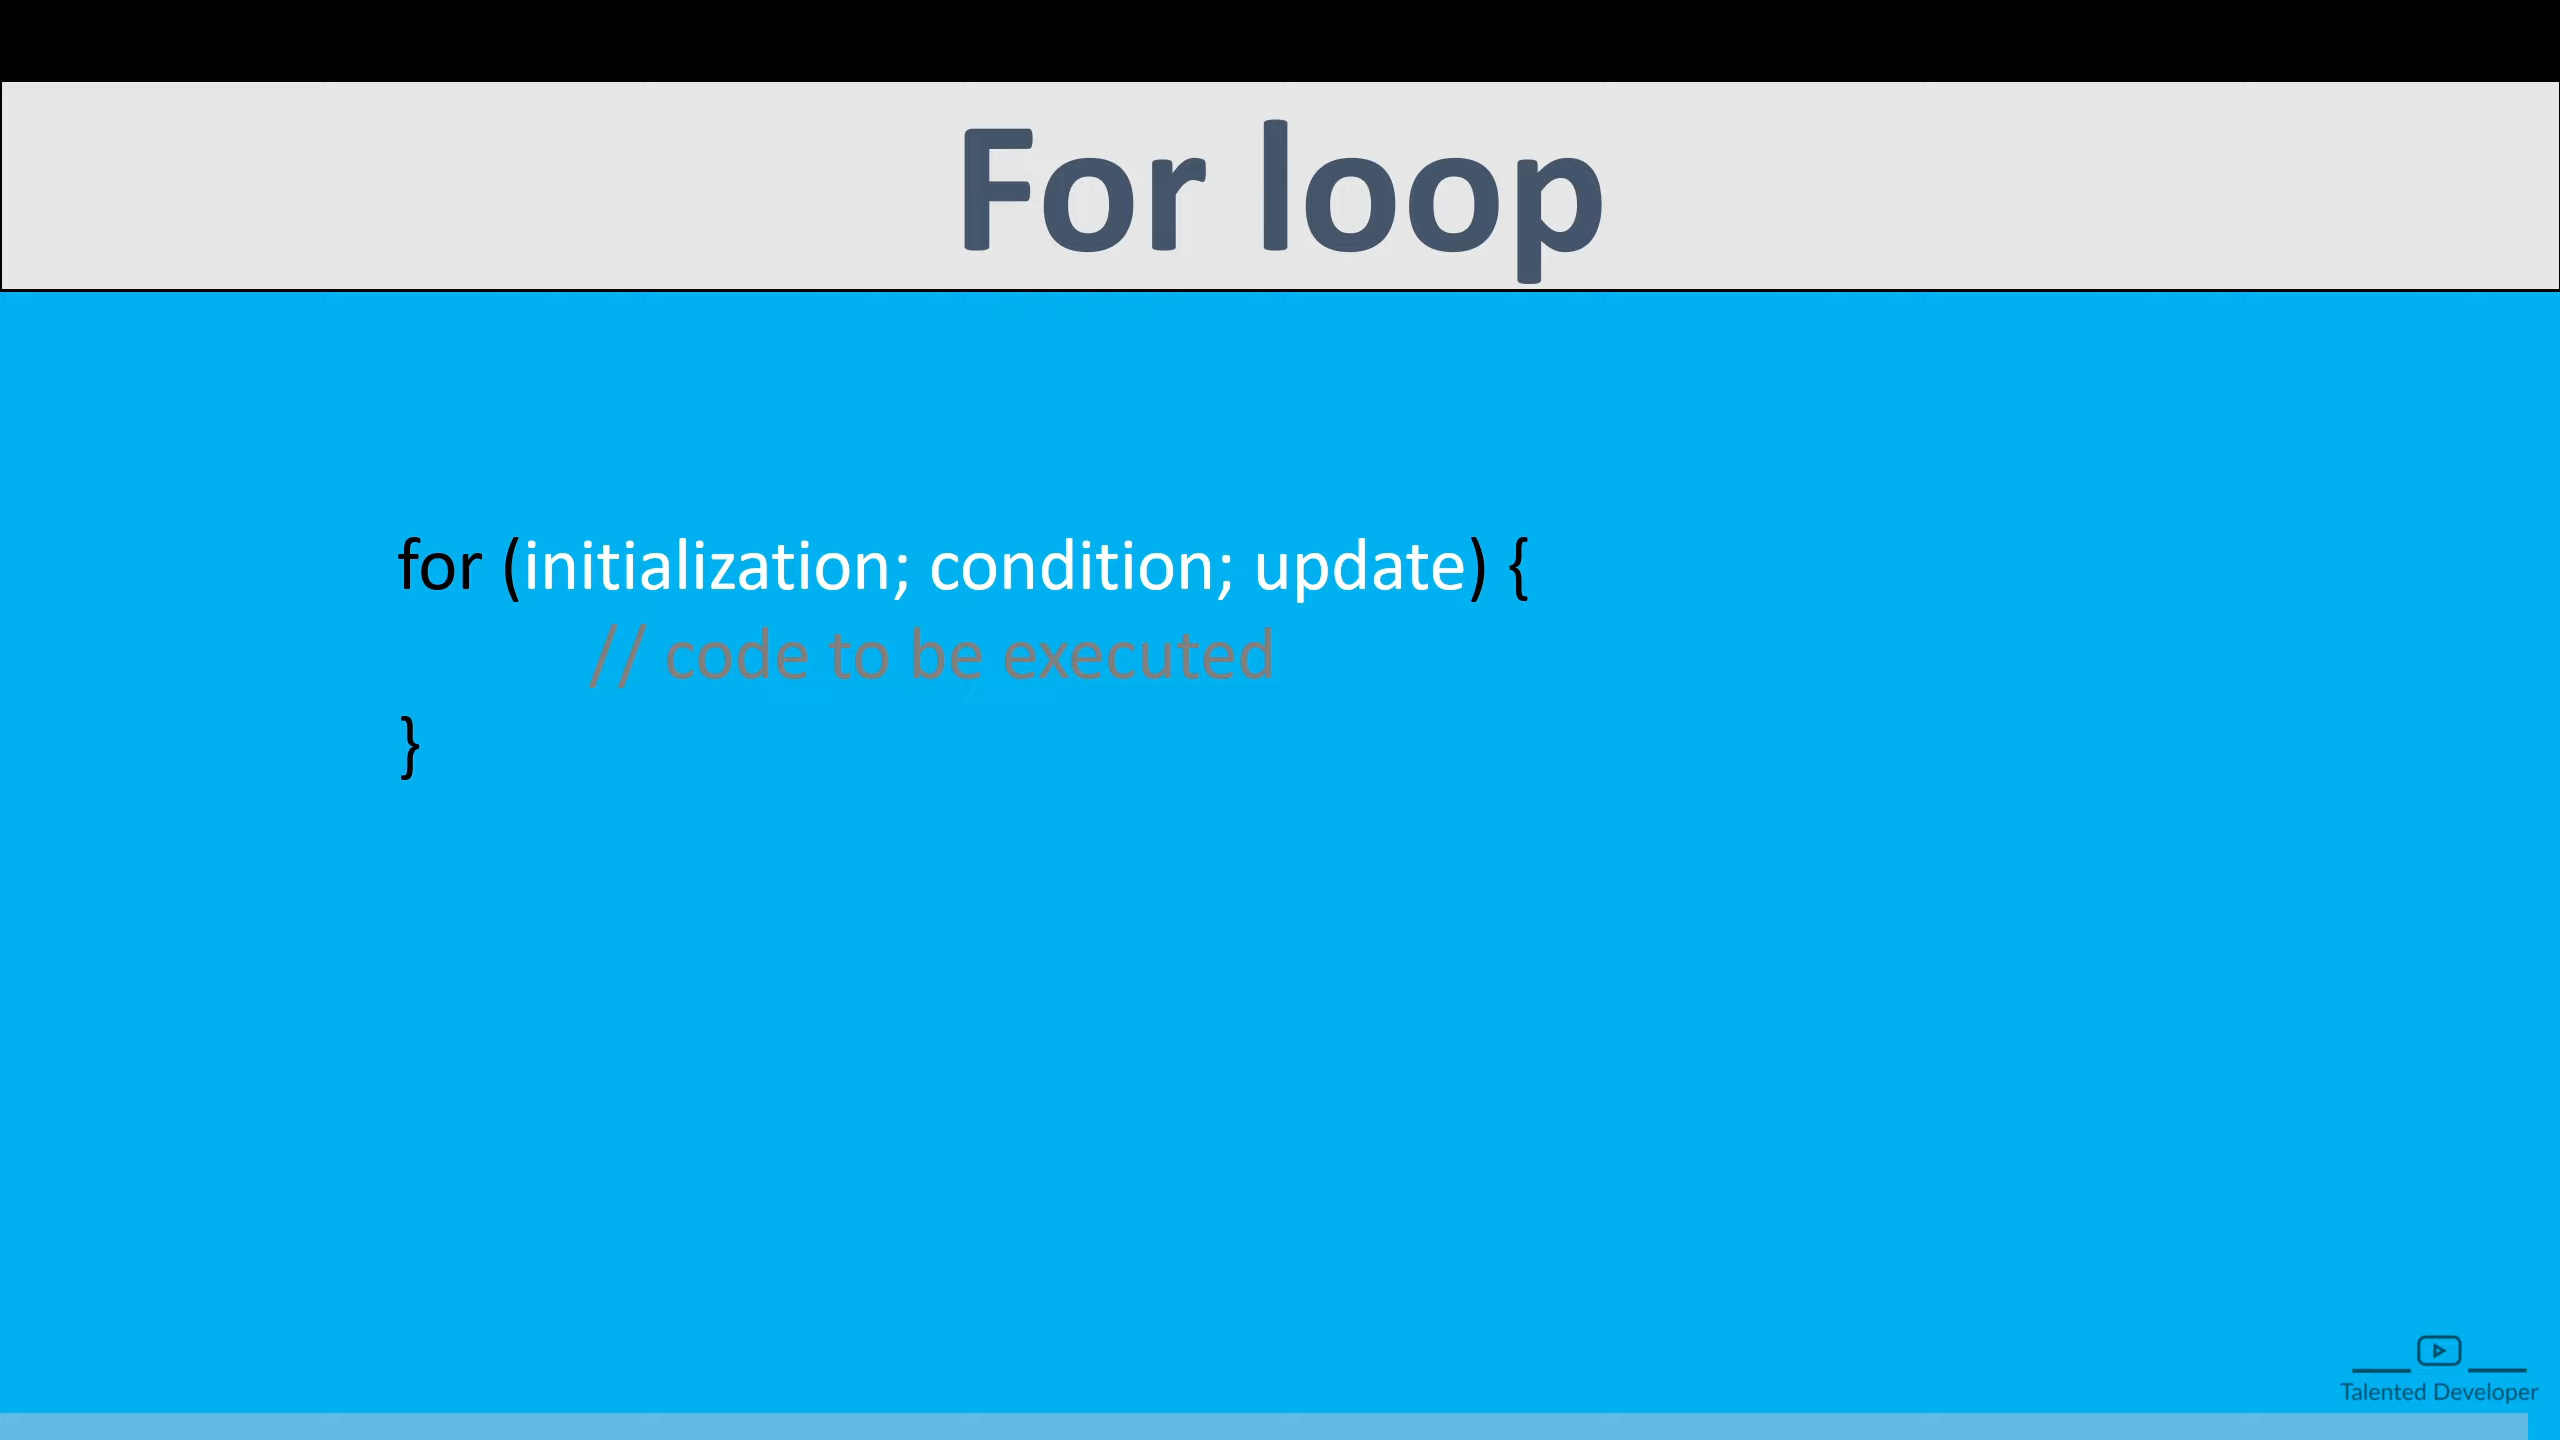 For loop
for (initialization; condition; update) {
// code to be executed
}
Talented Developer